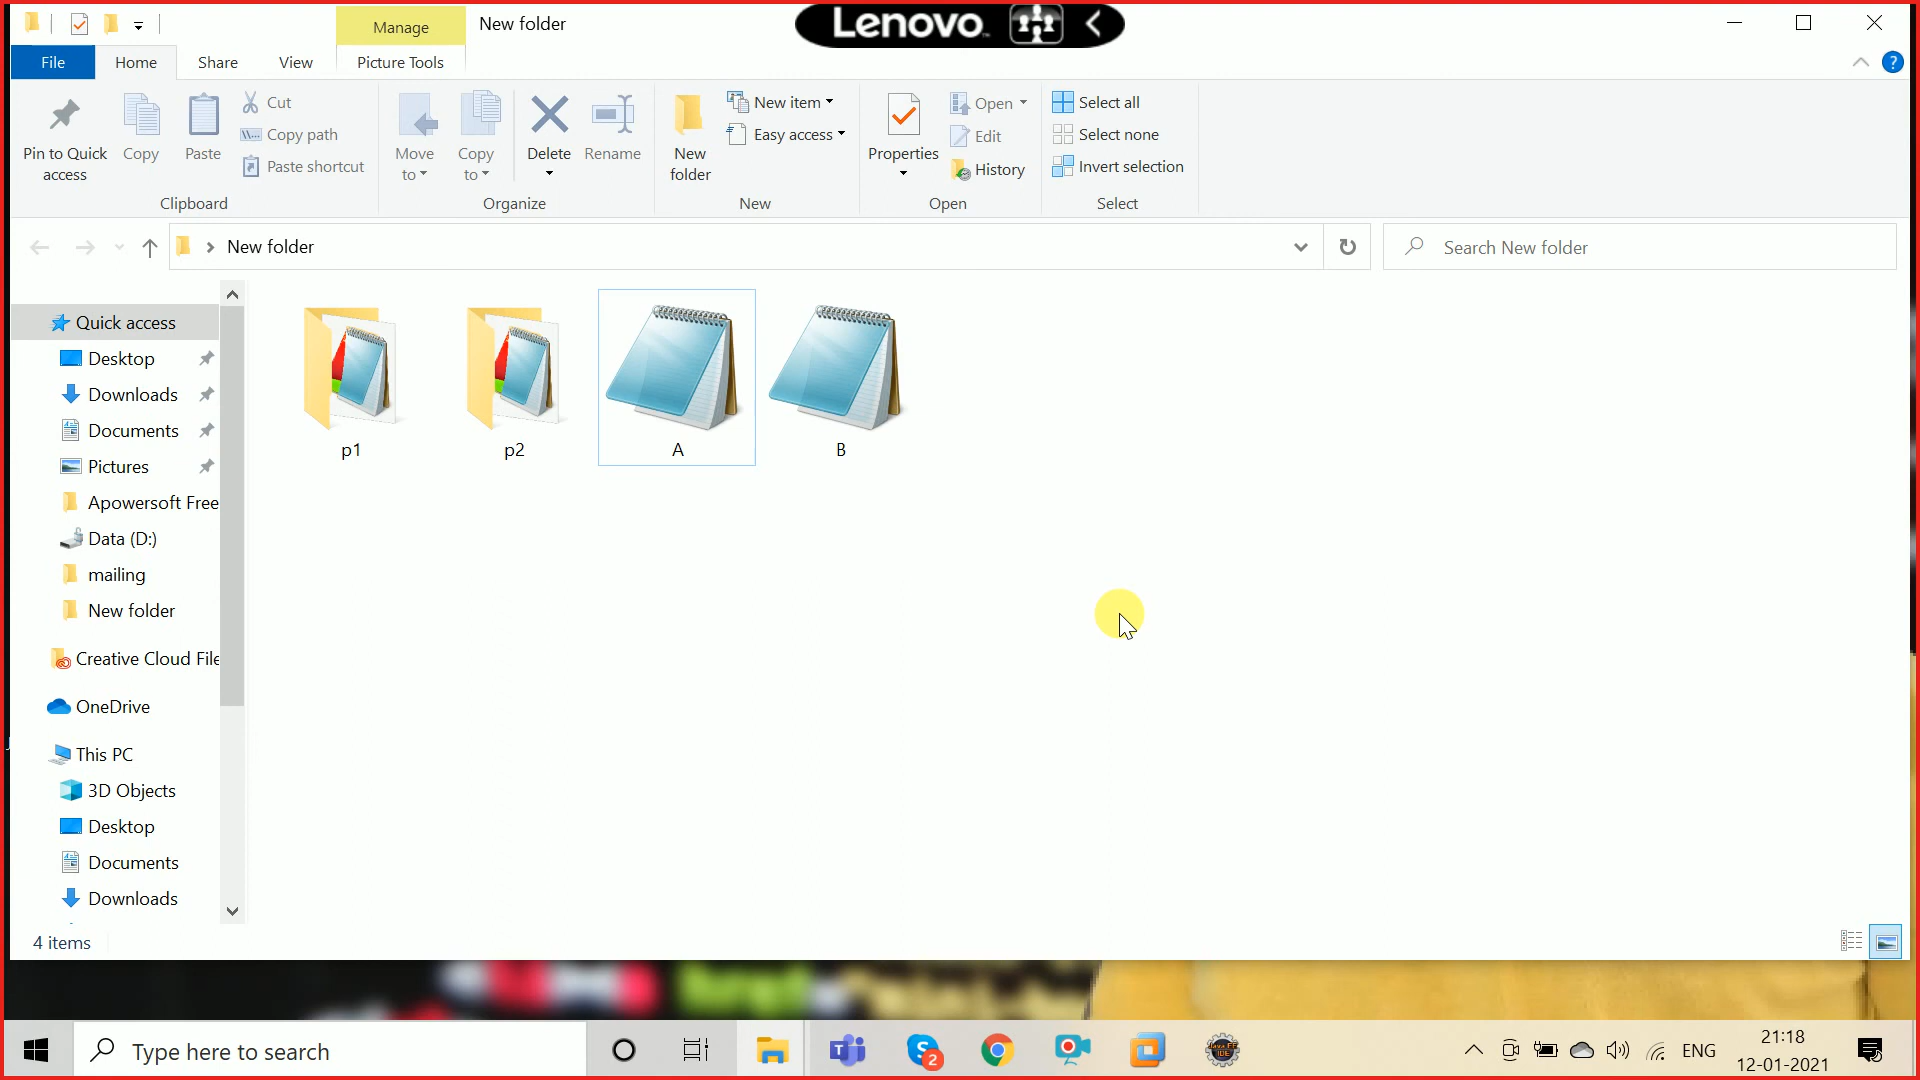 Manage
New folder
Lenovo
File
Home
Share
View
Picture Tools
?
Pin to Quick
access
Copy
Paste
Cut
Copy path
Paste shortcut
Clipboard
Move
to
Copy
to
Delete
Rename
Organize
New
folder
New item
Easy access
New
Properties
Open
Edit
History
Open
Select all
Select none
Invert selection
Select
New folder
Search New folder
Quick access
Desktop
Downloads
Documents
Pictures
Apowersoft Free
Data (D:)
mailing
New folder
Creative Cloud File
OneDrive
This PC
3D Objects
Desktop
Documents
Downloads
p1
p2
A
B
4 items
Type here to search
2
ENG
21:18
12-01-2021